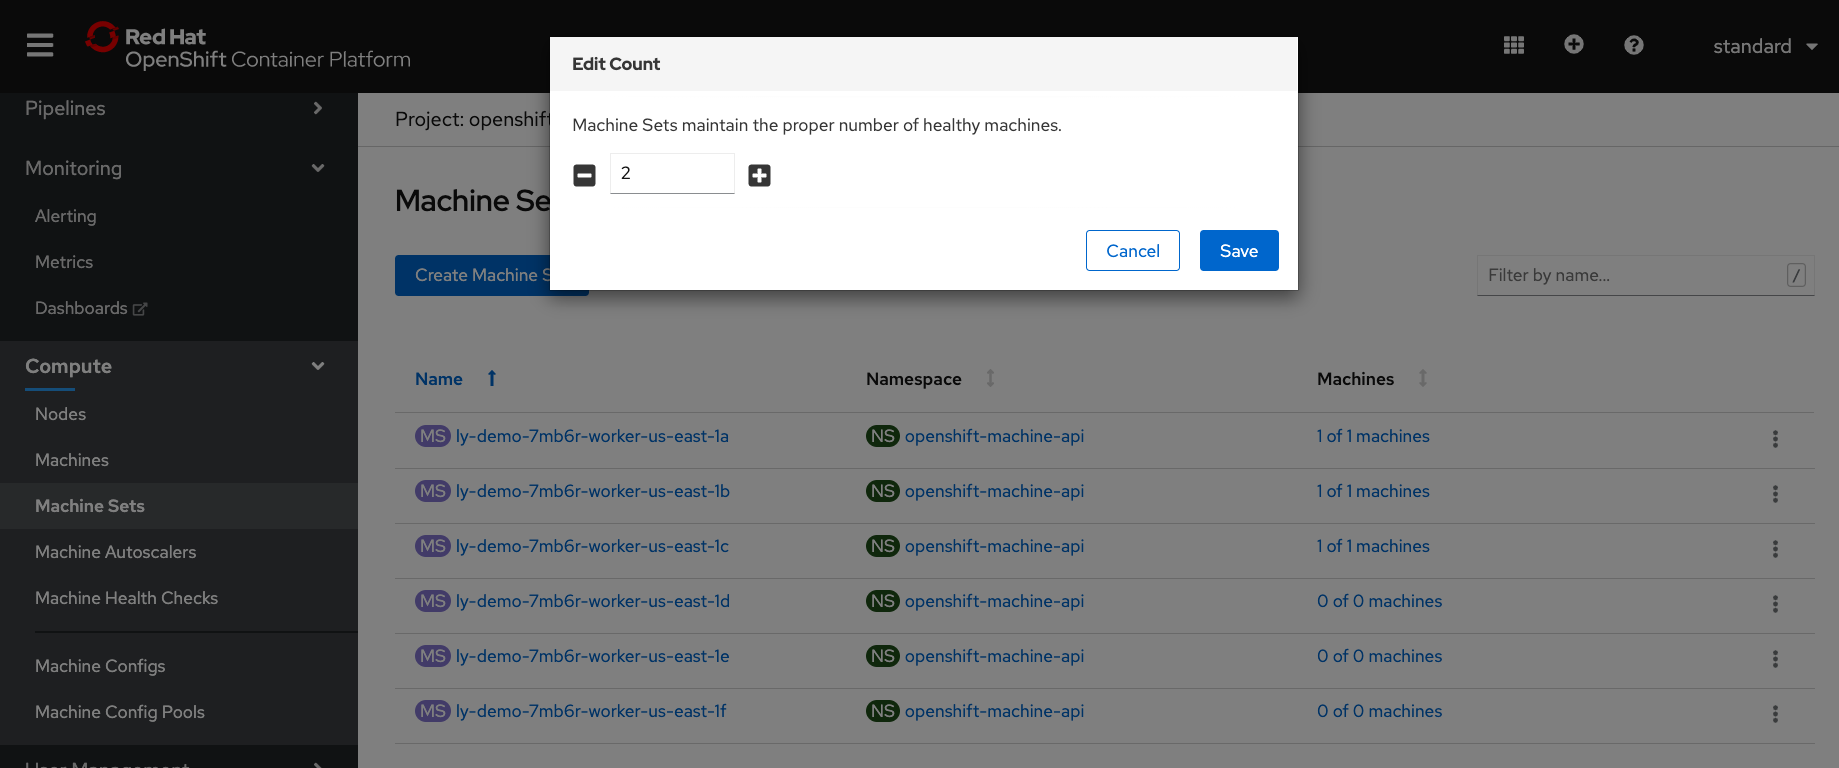 Red Hat
OpenShift Container Platform
standard
Pipelines
Monitoring
Alerting
Metrics
Dashboards
Compute
Nodes
Machines
Machine Sets
Machine Autoscalers
Machine Health Checks
Machine Configs
Machine Config Pools
User Management
Edit Count
Machine Sets maintain the proper number of healthy machines.
2
Cancel Save
Project: openshift
Machine Se
Create Machine S
Filter by name... /
Name Namespace Machines
MS ly-demo-7mb6r-worker-us-east-1a NS openshift-machine-api 1 of 1 machines
MS ly-demo-7mb6r-worker-us-east-1b NS openshift-machine-api 1 of 1 machines
MS ly-demo-7mb6r-worker-us-east-1c NS openshift-machine-api 1 of 1 machines
MS ly-demo-7mb6r-worker-us-east-1d NS openshift-machine-api 0 of 0 machines
MS ly-demo-7mb6r-worker-us-east-1e NS openshift-machine-api 0 of 0 machines
MS ly-demo-7mb6r-worker-us-east-1f NS openshift-machine-api 0 of 0 machines